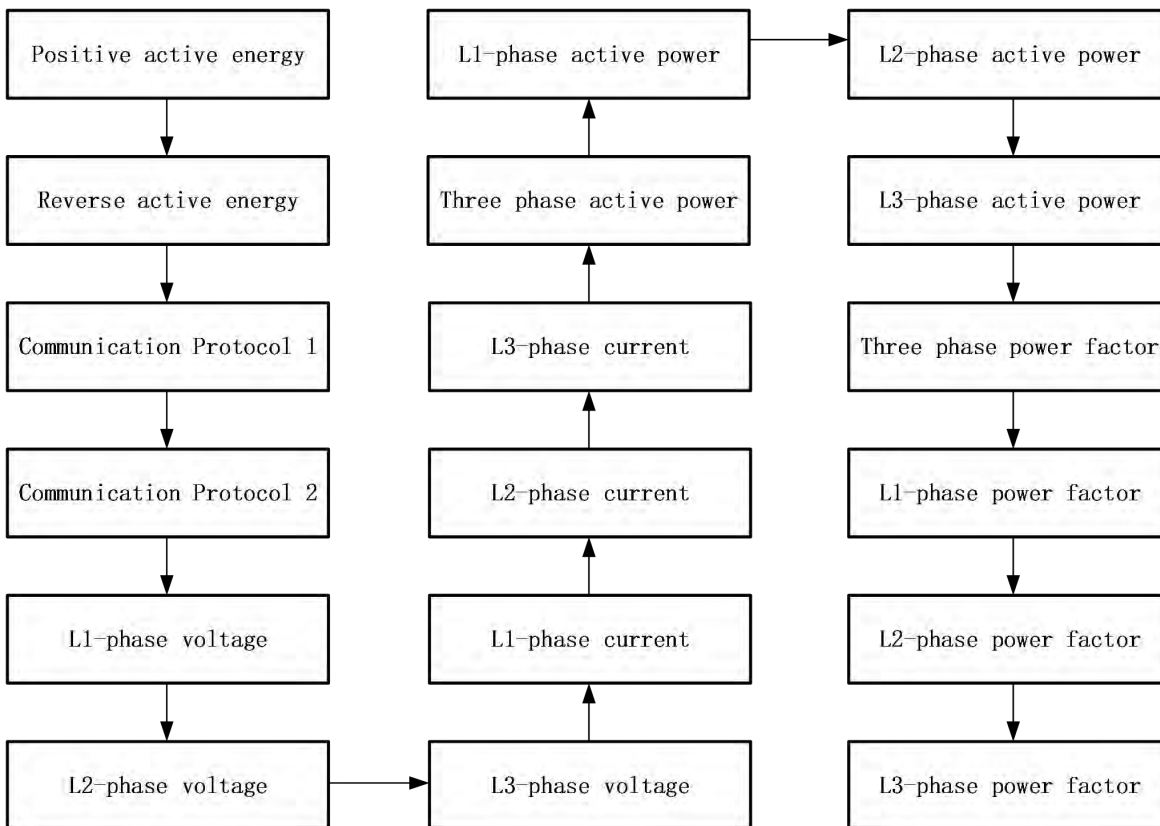 Positive active energy
Reverse active energy
Communication Protocol 1
Communication Protocol 2
L1-phase voltage
L2-phase voltage
L3-phase voltage
L1-phase current
L2-phase current
L3-phase current
Three phase active power
L1-phase active power
L2-phase active power
L3-phase active power
Three phase power factor
L1-phase power factor
L2-phase power factor
L3-phase power factor